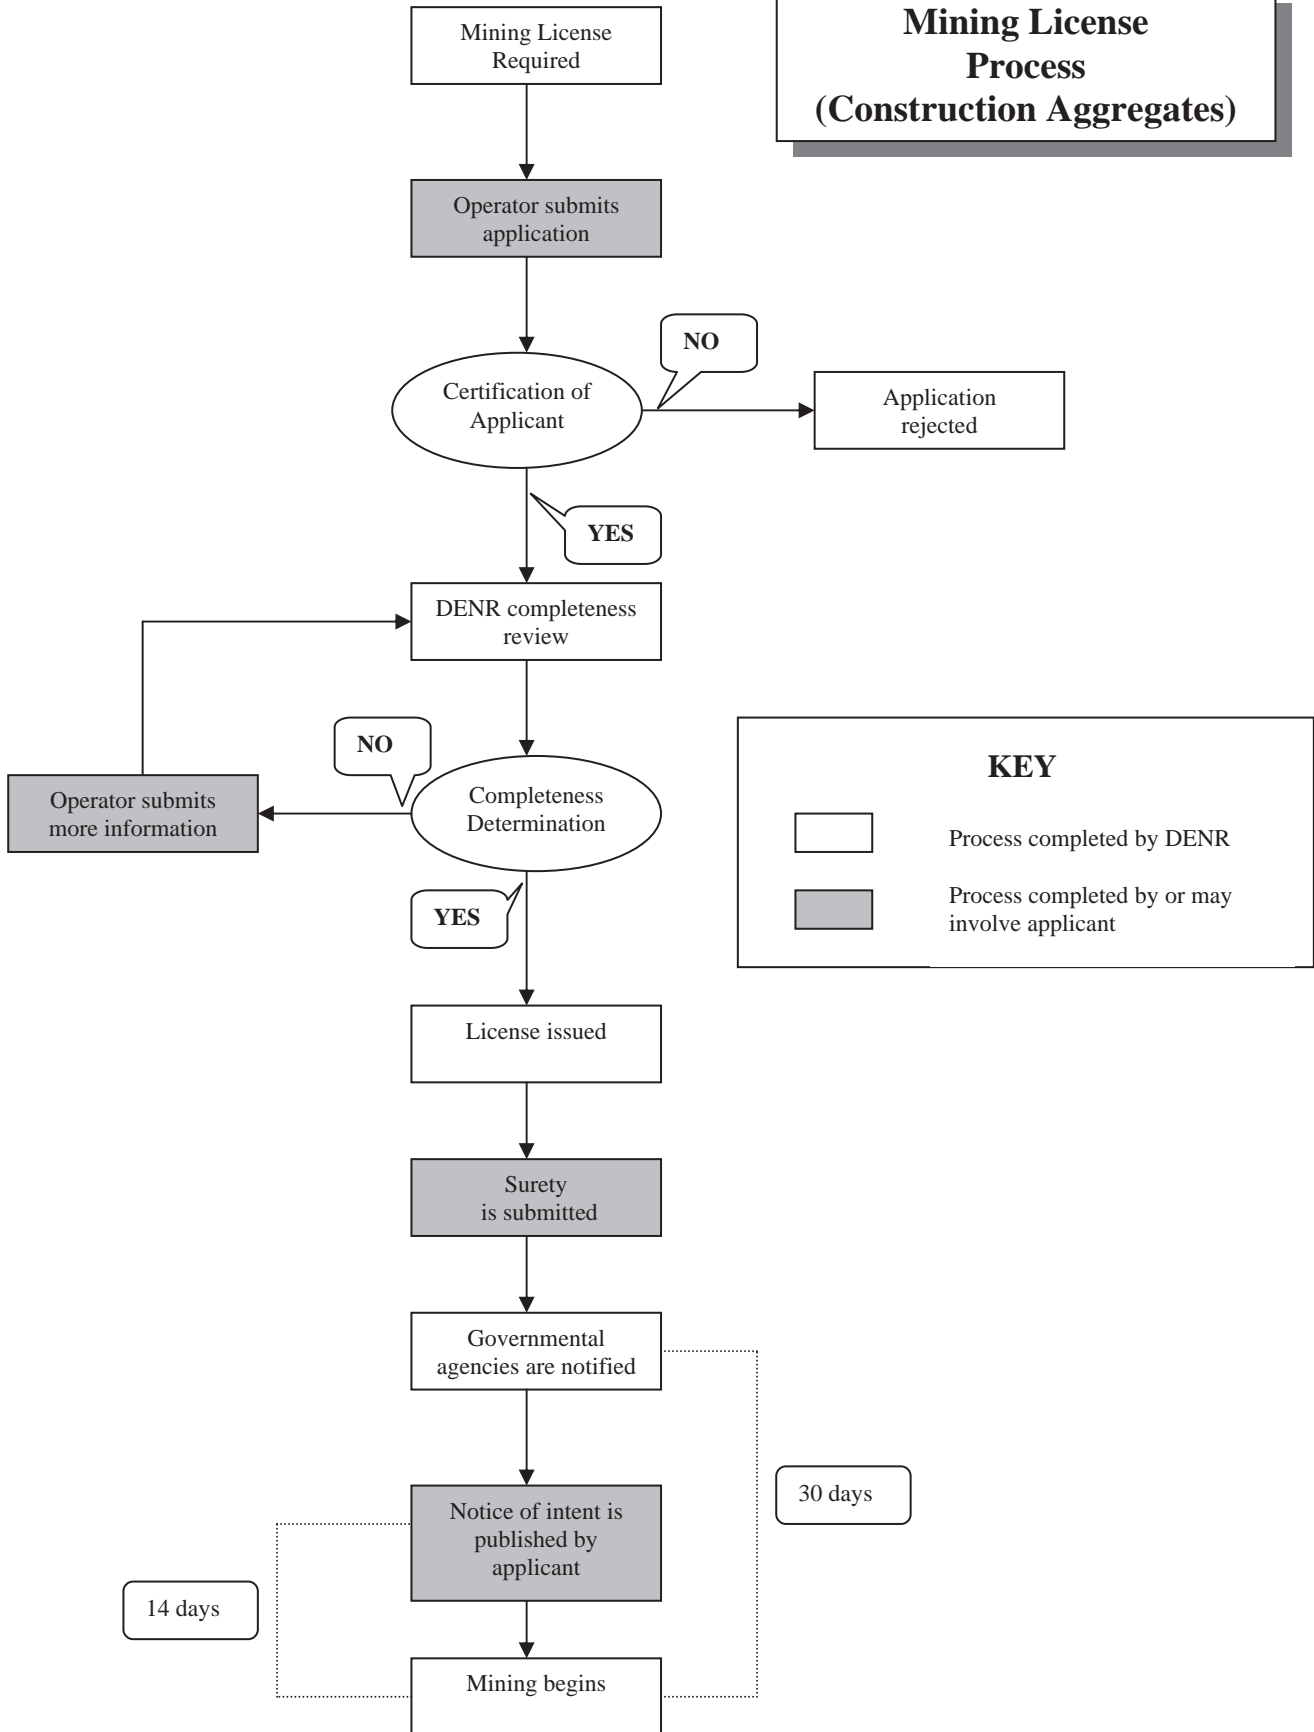 Mining License
Process
(Construction Aggregates)
Mining License
Required
Operator submits
application
Certification of
Applicant
NO
Application
rejected
YES
DENR completeness
review
NO
Completeness
Determination
Operator submits
more information
YES
KEY
Process completed by DENR
Process completed by or may
involve applicant
License issued
Surety
is submitted
Governmental
agencies are notified
30 days
Notice of intent is
published by
applicant
14 days
Mining begins